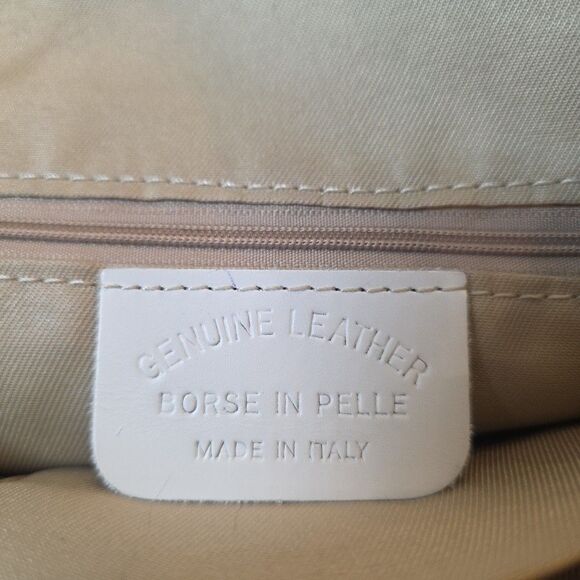 GENUINE LEATHER
BORSE IN PELLE
MADE IN ITALY